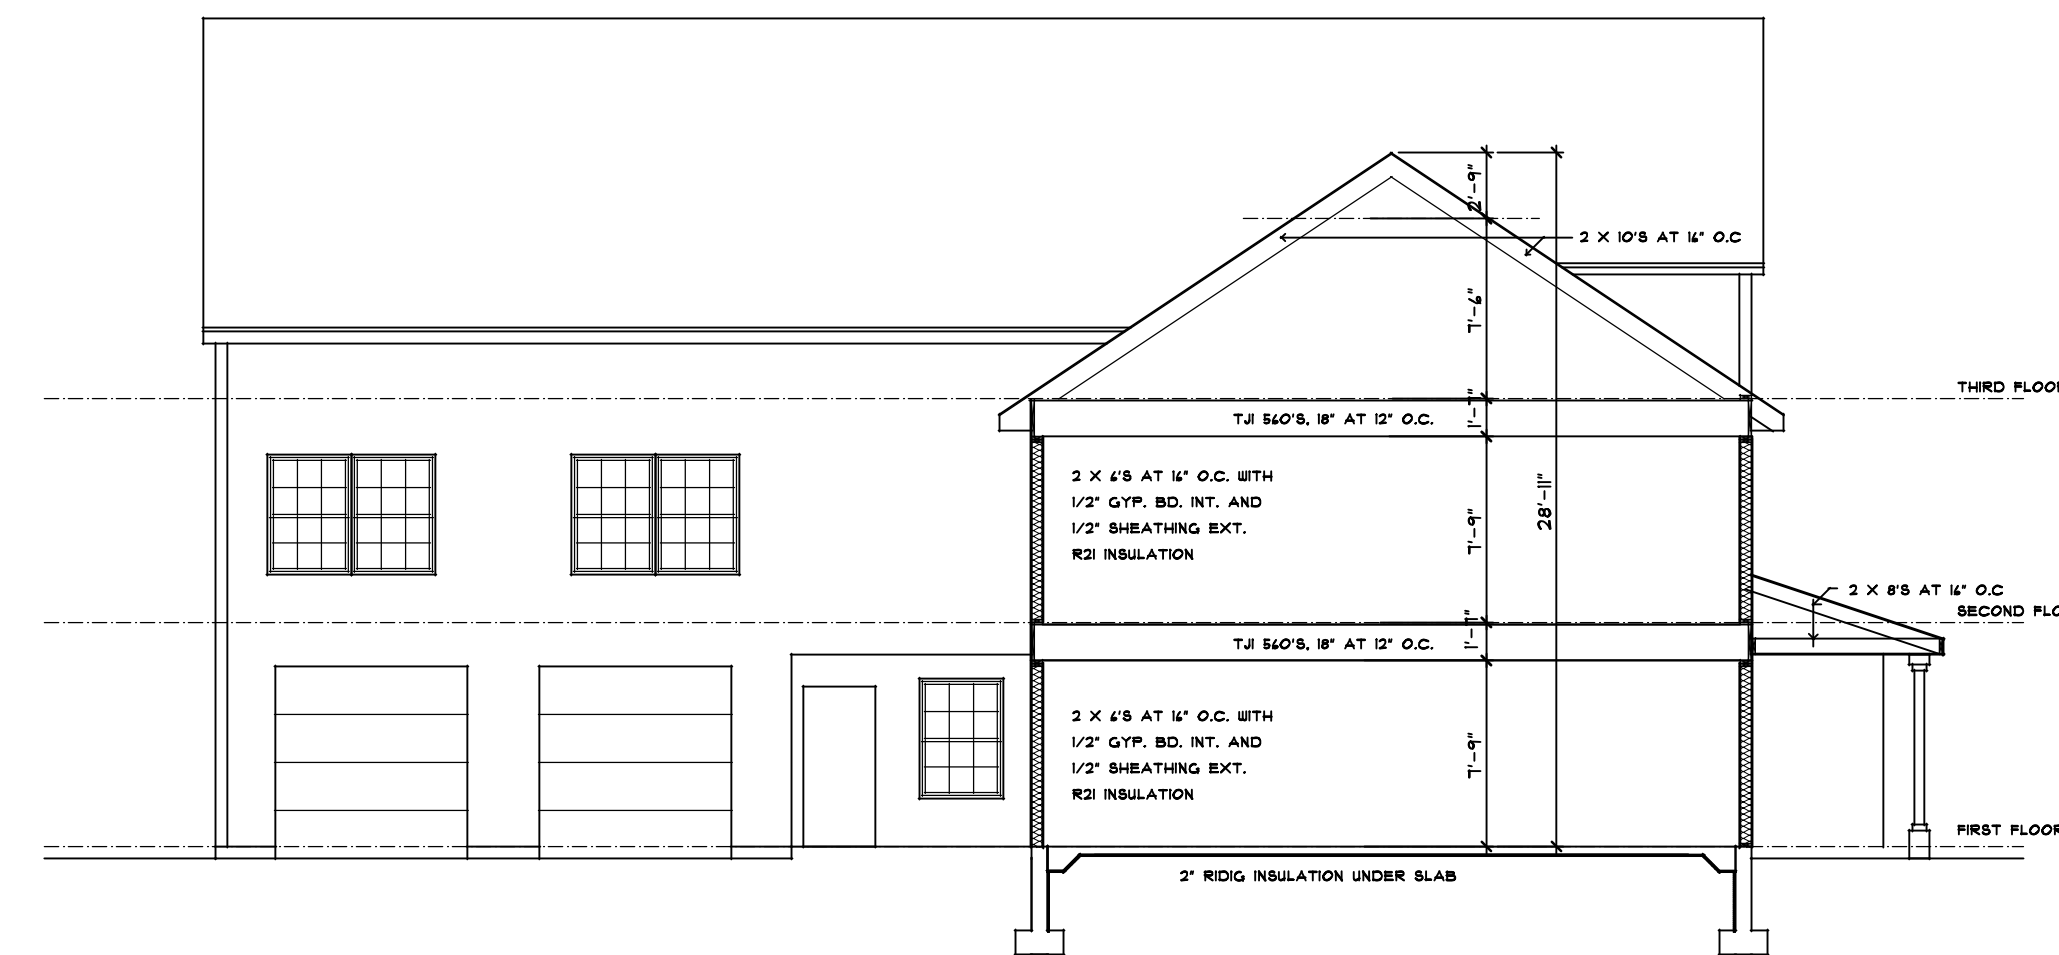 2'-9"
2 X 10'S AT 16" O.C
7'-6"
THIRD FLOOR
1'-7"
TJI 560'S, 18" AT 12" O.C.
2 X 6'S AT 16" O.C. WITH
1/2" GYP. BD. INT. AND
1/2" SHEATHING EXT.
R21 INSULATION
7'-9"
28'-11"
2 X 8'S AT 16" O.C
SECOND FLO
1'-7"
TJI 560'S, 18" AT 12" O.C.
2 X 6'S AT 16" O.C. WITH
1/2" GYP. BD. INT. AND
1/2" SHEATHING EXT.
R21 INSULATION
7'-9"
FIRST FLOOR
2" RIDIG INSULATION UNDER SLAB